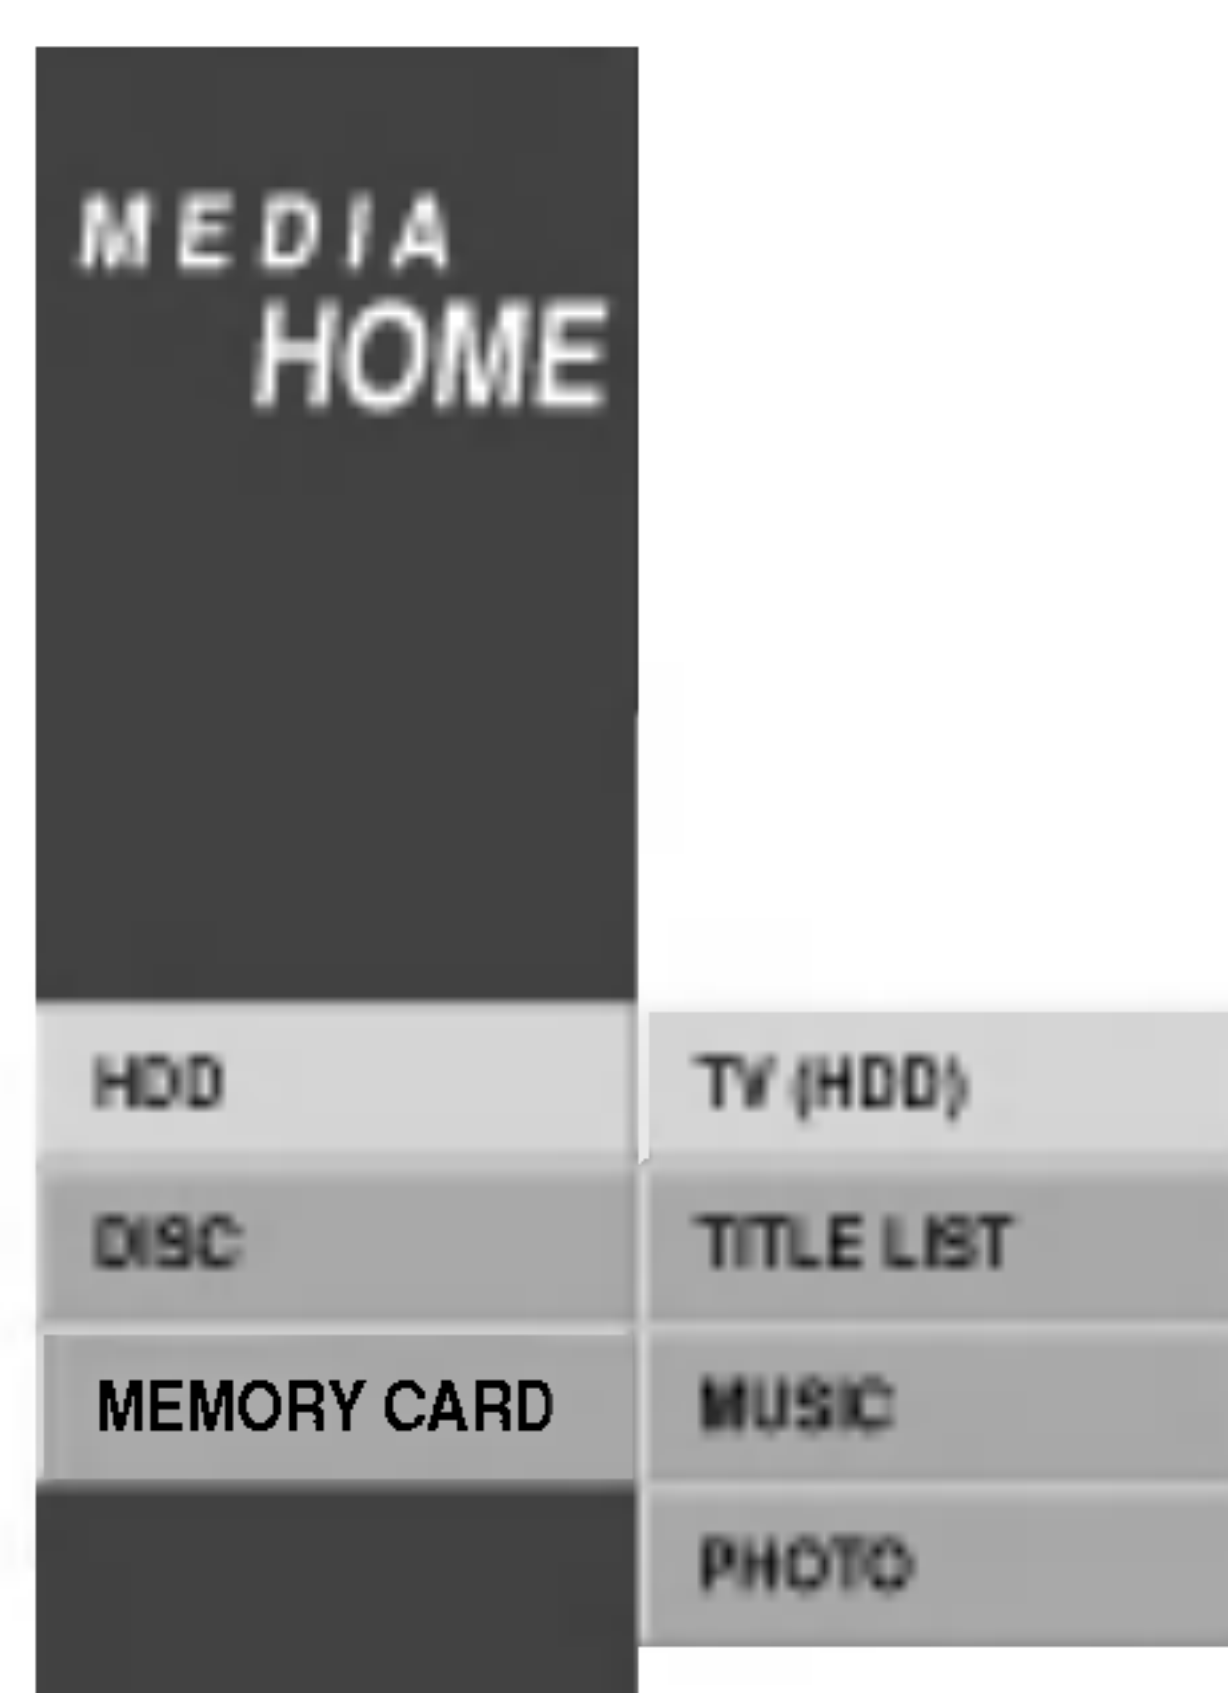 MEDIA
HOME
HDD
DISC
MEMORY CARD
TV (HDD)
TITLE LIST
MUSIC
PHOTO